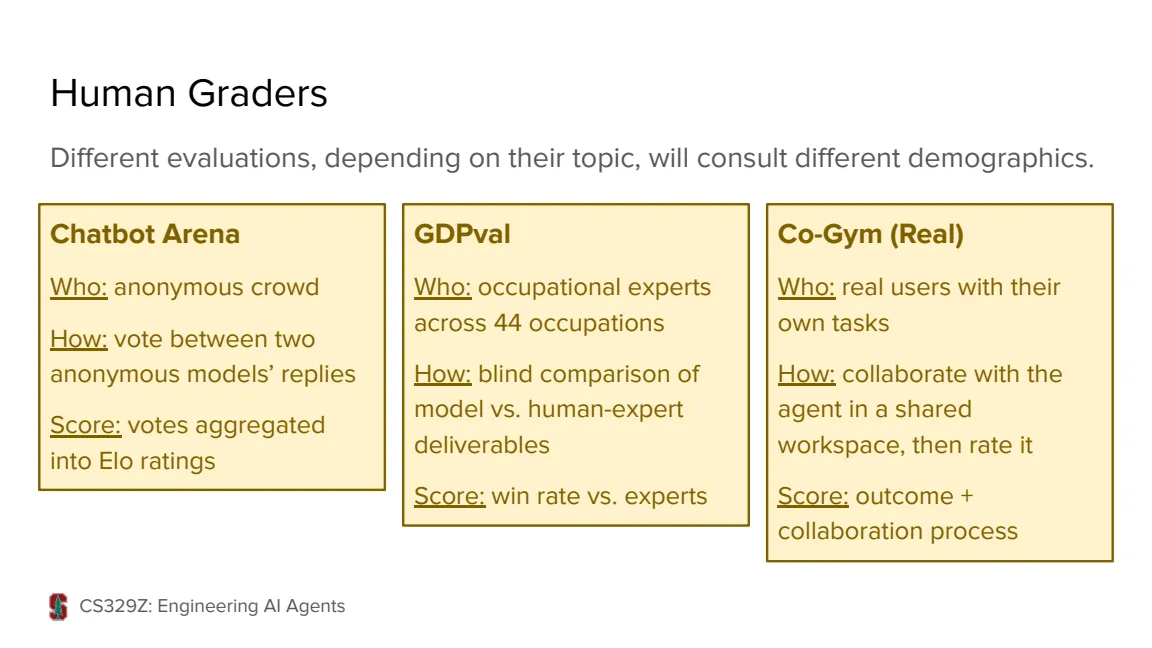 Human Graders
Different evaluations, depending on their topic, will consult different demographics.
Chatbot Arena
Who: anonymous crowd
How: vote between two
anonymous models’ replies
Score: votes aggregated
into Elo ratings
GDPval
Who: occupational experts
across 44 occupations
How: blind comparison of
model vs. human-expert
deliverables
Score: win rate vs. experts
Co-Gym (Real)
Who: real users with their
own tasks
How: collaborate with the
agent in a shared
workspace, then rate it
Score: outcome +
collaboration process
CS329Z: Engineering AI Agents